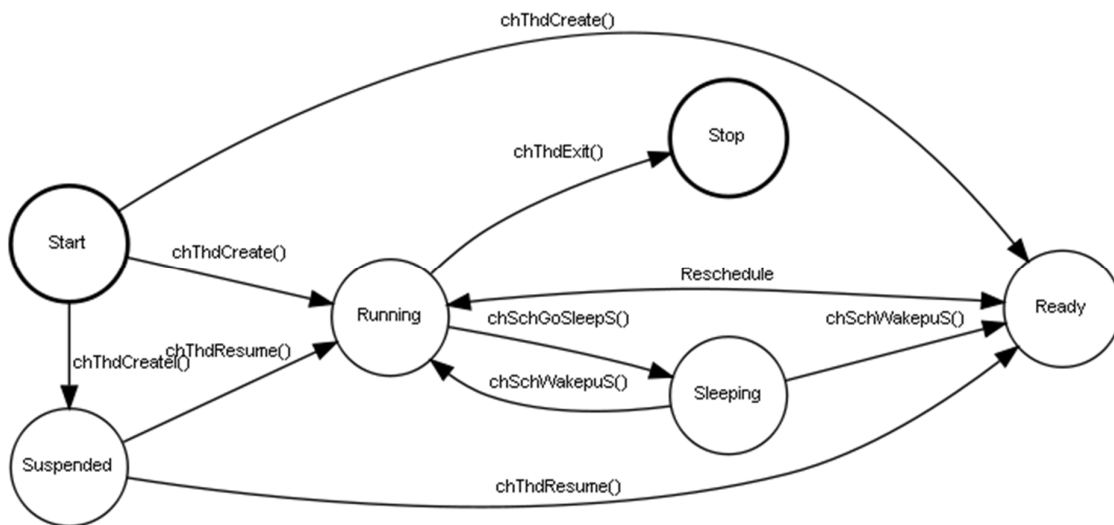 chThdCreate()
Stop
chThdExit()
Start
chThdCreate()
Reschedule
Running
chSchGoSleepS()
chSchWakepuS()
Ready
chThdCreateI()
chThdResume()
chSchWakepuS()
Sleeping
Suspended
chThdResume()